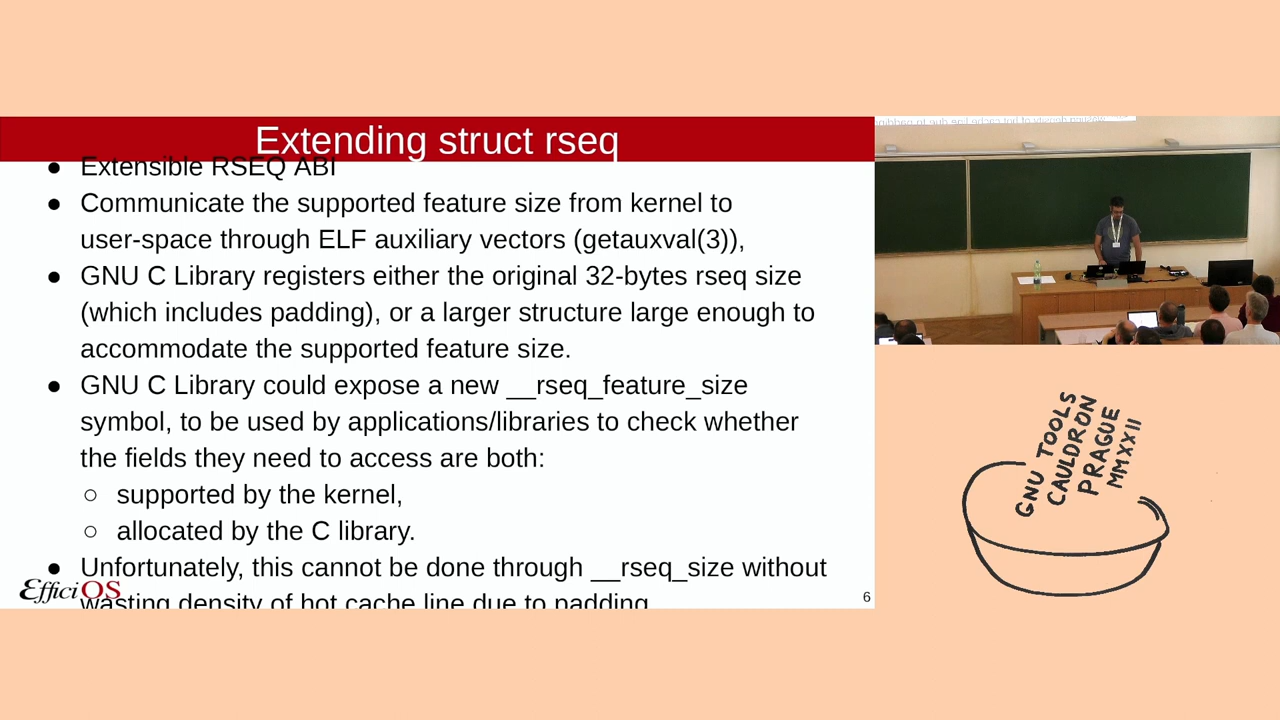 Extending struct rseq
● Extensible RSEQ ABI
● Communicate the supported feature size from kernel to
user-space through ELF auxiliary vectors (getauxval(3)),
● GNU C Library registers either the original 32-bytes rseq size
(which includes padding), or a larger structure large enough to
accommodate the supported feature size.
● GNU C Library could expose a new __rseq_feature_size
symbol, to be used by applications/libraries to check whether
the fields they need to access are both:
○ supported by the kernel,
○ allocated by the C library.
● Unfortunately, this cannot be done through __rseq_size without
wasting density of hot cache line due to padding
EfficiOS
6
GNU TOOLS
CAULDRON
PRAGUE
MMXXII